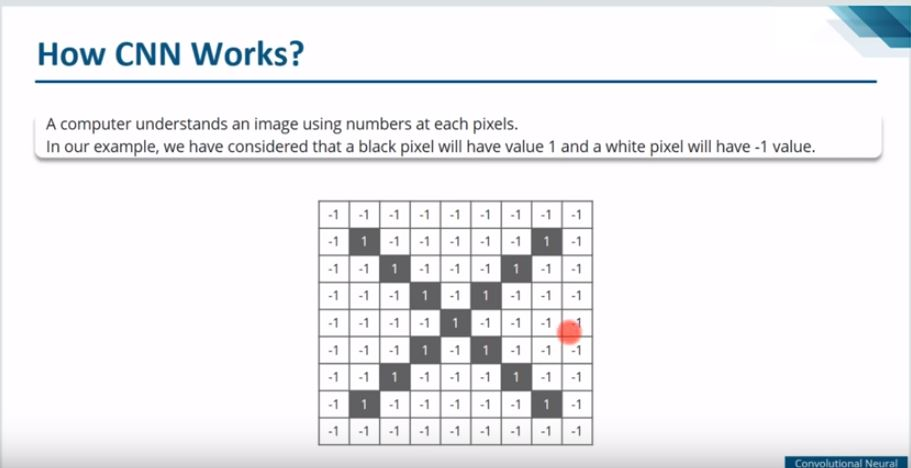 How CNN Works?
A computer understands an image using numbers at each pixels.
In our example, we have considered that a black pixel will have value 1 and a white pixel will have -1 value.
-1 -1 -1 -1 -1 -1 -1 -1 -1
-1 1 -1 -1 -1 -1 -1 1 -1
-1 -1 1 -1 -1 -1 1 -1 -1
-1 -1 -1 1 -1 1 -1 -1 -1
-1 -1 -1 -1 1 -1 -1 -1 -1
-1 -1 -1 1 -1 1 -1 -1 -1
-1 -1 1 -1 -1 -1 1 -1 -1
-1 1 -1 -1 -1 -1 -1 1 -1
-1 -1 -1 -1 -1 -1 -1 -1 -1
Convolutional Neural